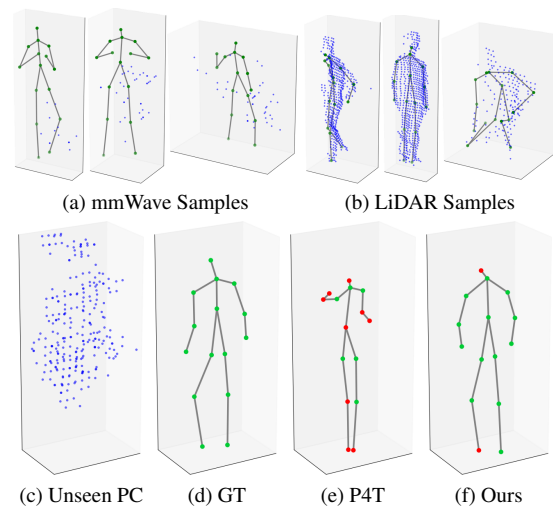 (a) mmWave Samples
(b) LiDAR Samples
(c) Unseen PC
(d) GT
(e) P4T
(f) Ours